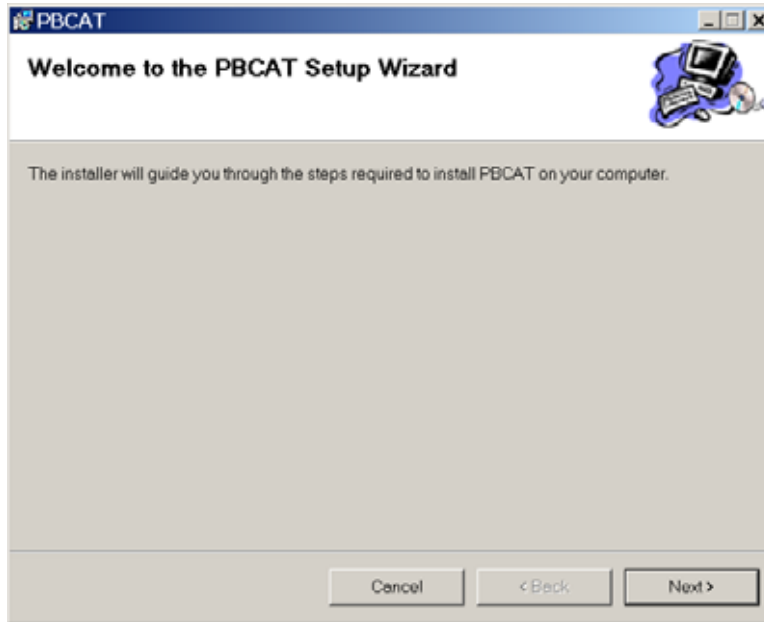 PBCAT
Welcome to the PBCAT Setup Wizard
The installer will guide you through the steps required to install PBCAT on your computer.
Cancel
< Back
Next >